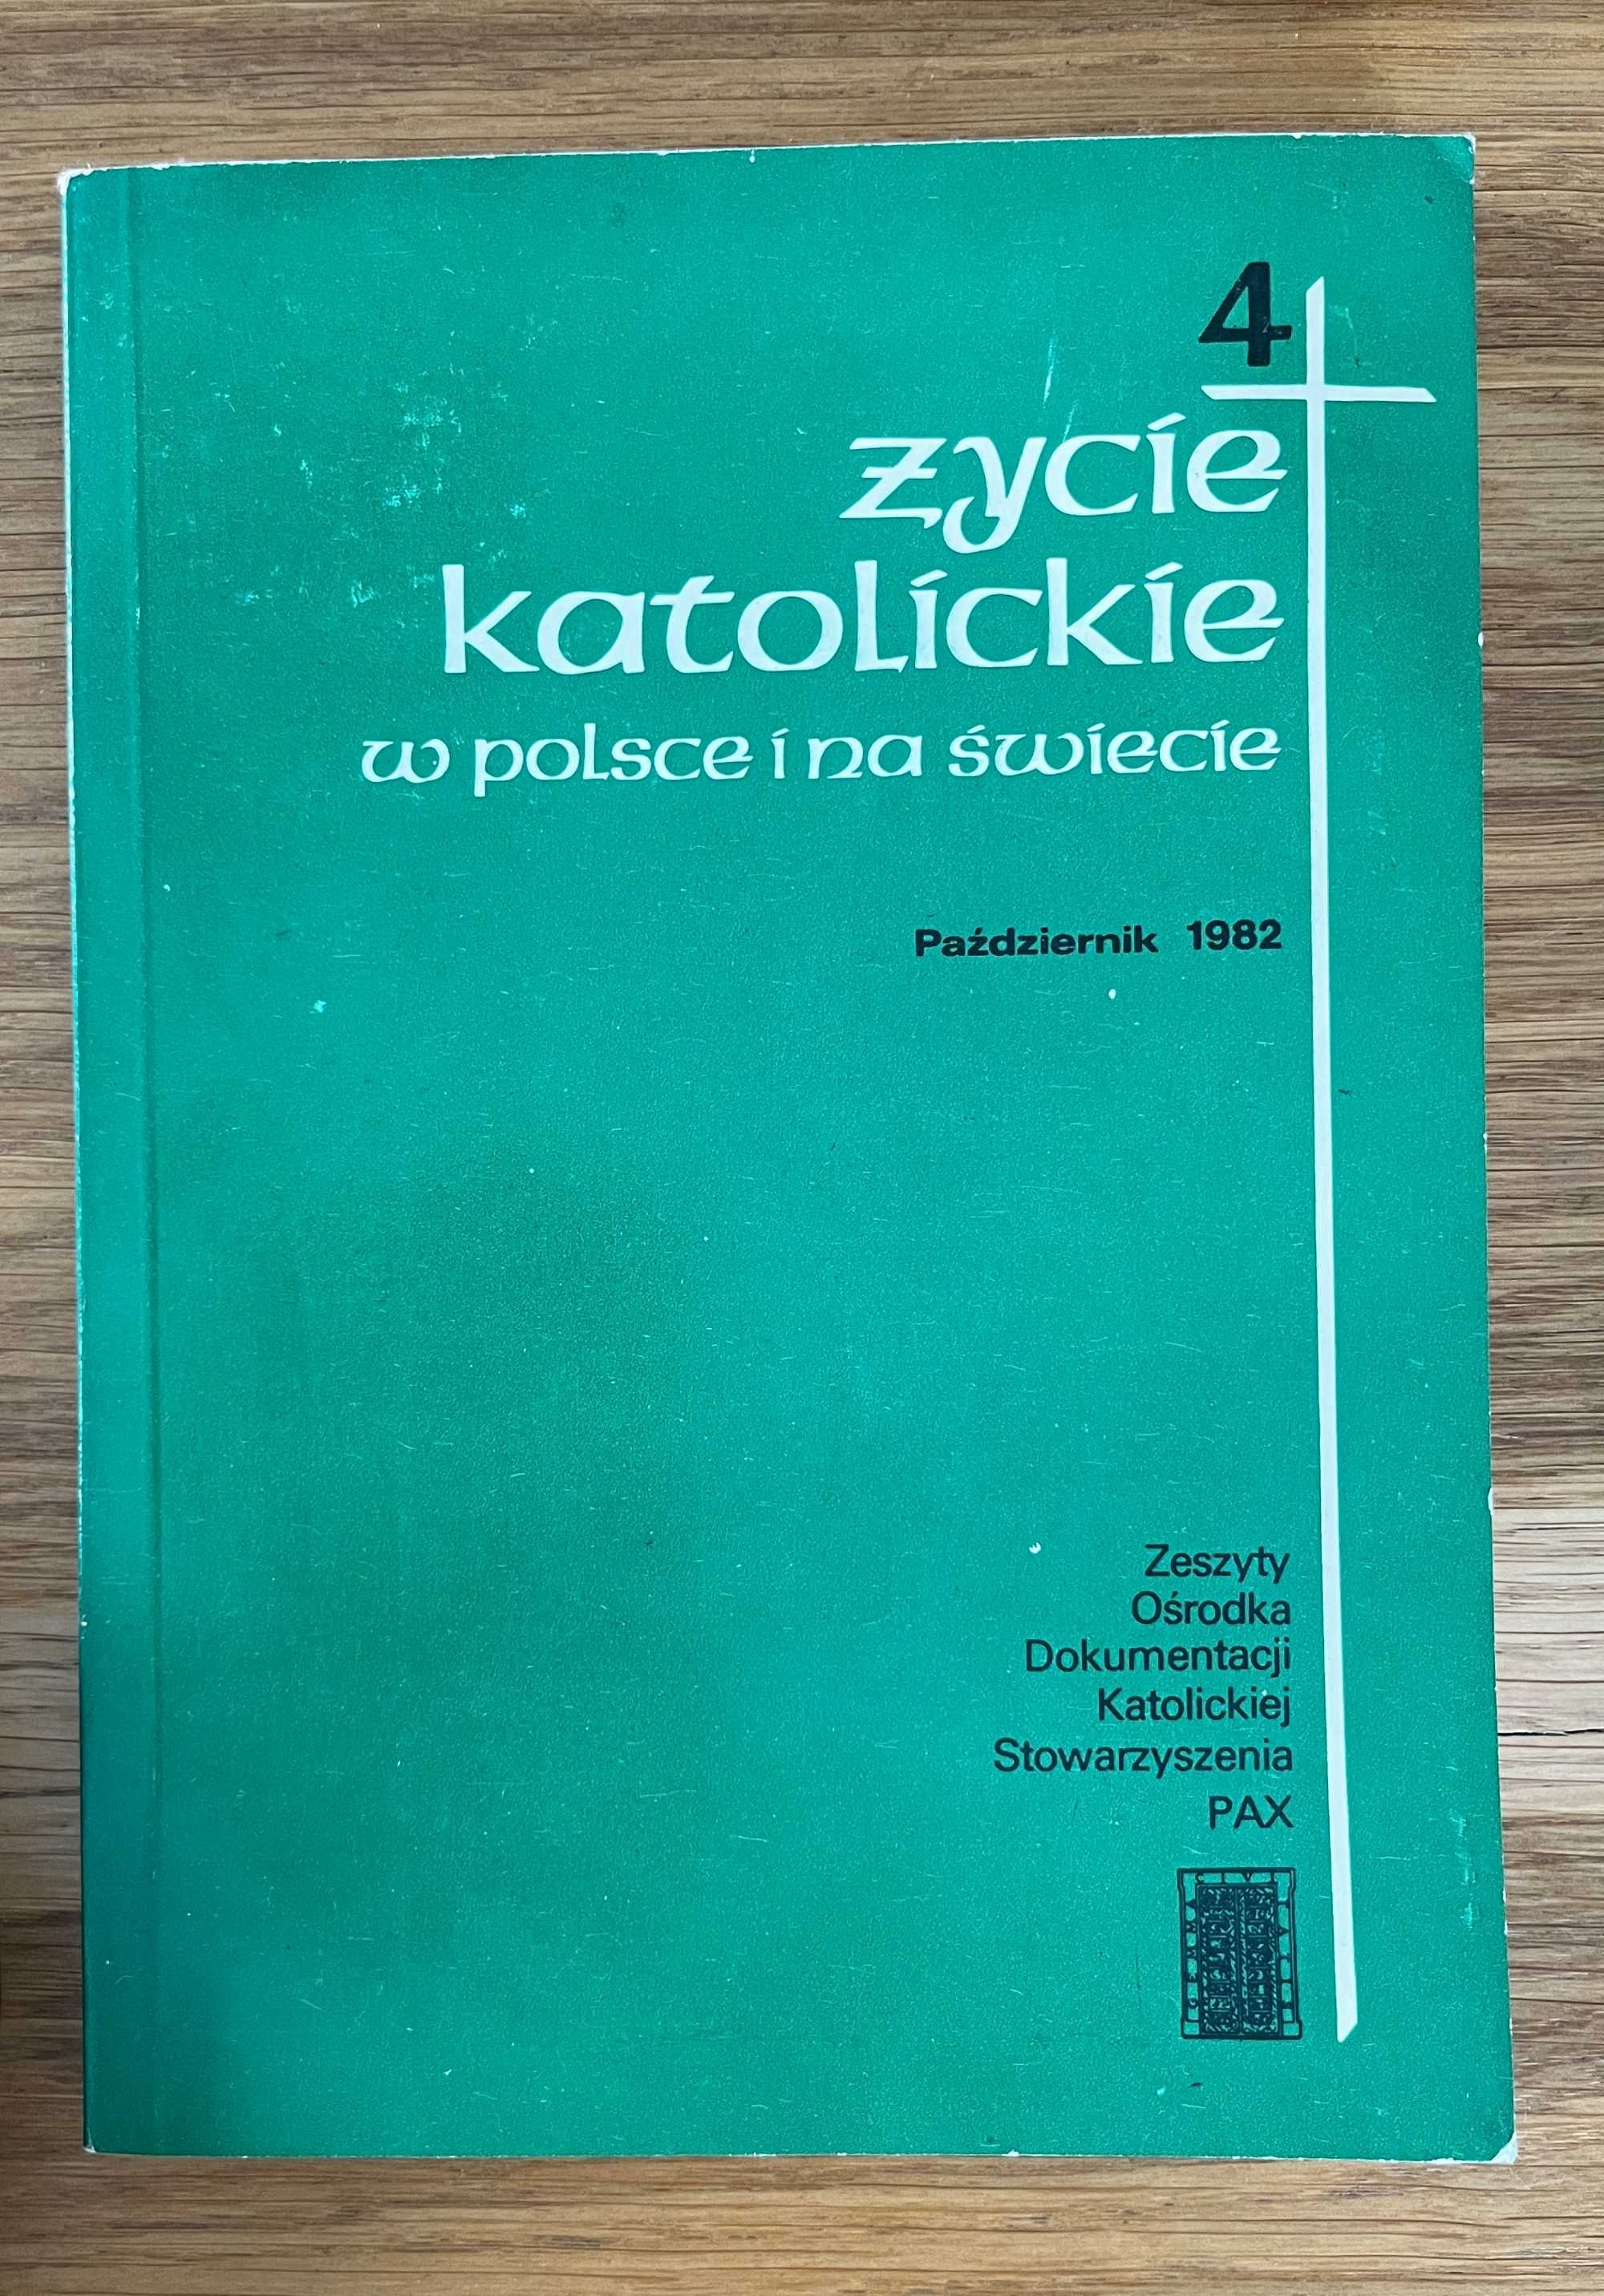 4
życie
katolickie
w polsce i na świecie
Październik 1982
Zeszyty
Ośrodka
Dokumentacji
Katolickiej
Stowarzyszenia
PAX